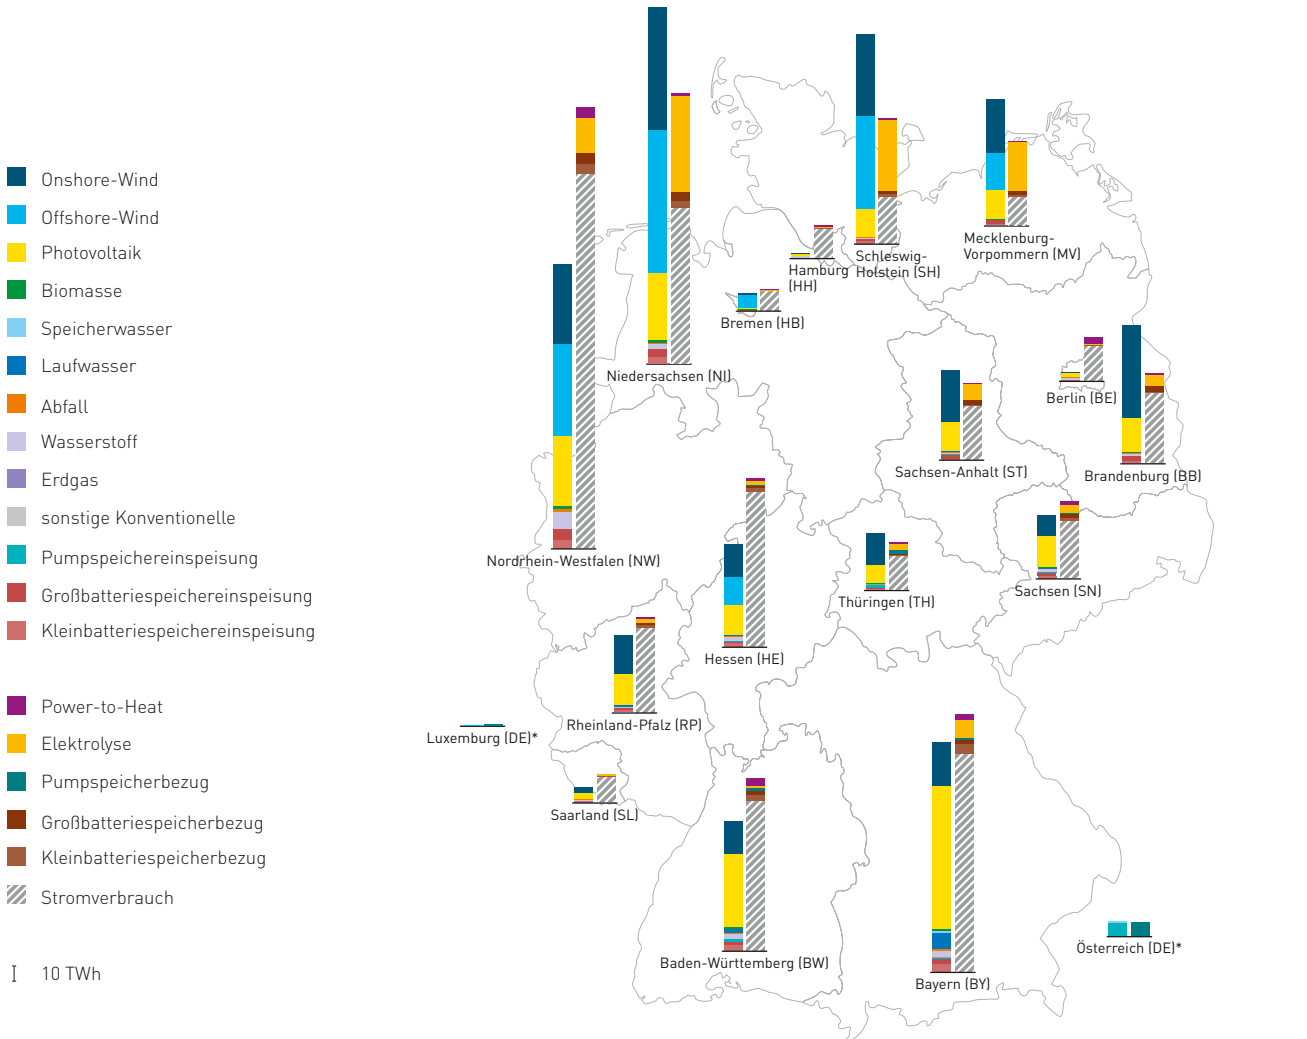 Onshore-Wind
Offshore-Wind
Photovoltaik
Biomasse
Speicherwasser
Laufwasser
Abfall
Wasserstoff
Erdgas
sonstige Konventionelle
Pumpspeichereinspeisung
Großbatteriespeichereinspeisung
Kleinbatteriespeichereinspeisung
Power-to-Heat
Elektrolyse
Pumpspeicherbezug
Großbatteriespeicherbezug
Kleinbatteriespeicherbezug
Stromverbrauch
10 TWh
Mecklenburg-
Vorpommern (MV)
Schleswig-
Holstein (SH)
Hamburg
(HH)
Bremen (HB)
Niedersachsen (NI)
Berlin (BE)
Sachsen-Anhalt (ST)
Brandenburg (BB)
Nordrhein-Westfalen (NW)
Sachsen (SN)
Thüringen (TH)
Hessen (HE)
Rheinland-Pfalz (RP)
Luxemburg (DE)*
Saarland (SL)
Österreich (DE)*
Baden-Württemberg (BW)
Bayern (BY)